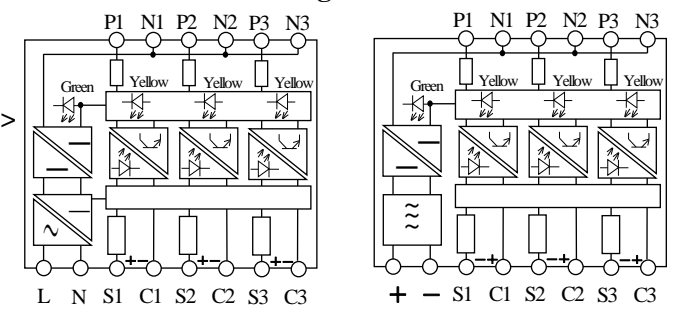 P1 N1 P2 N2 P3 N3
Green Yellow Yellow Yellow
+− +− +−
L N S1 C1 S2 C2 S3 C3
P1 N1 P2 N2 P3 N3
Green Yellow Yellow Yellow
−+ −+ −+
+ − S1 C1 S2 C2 S3 C3